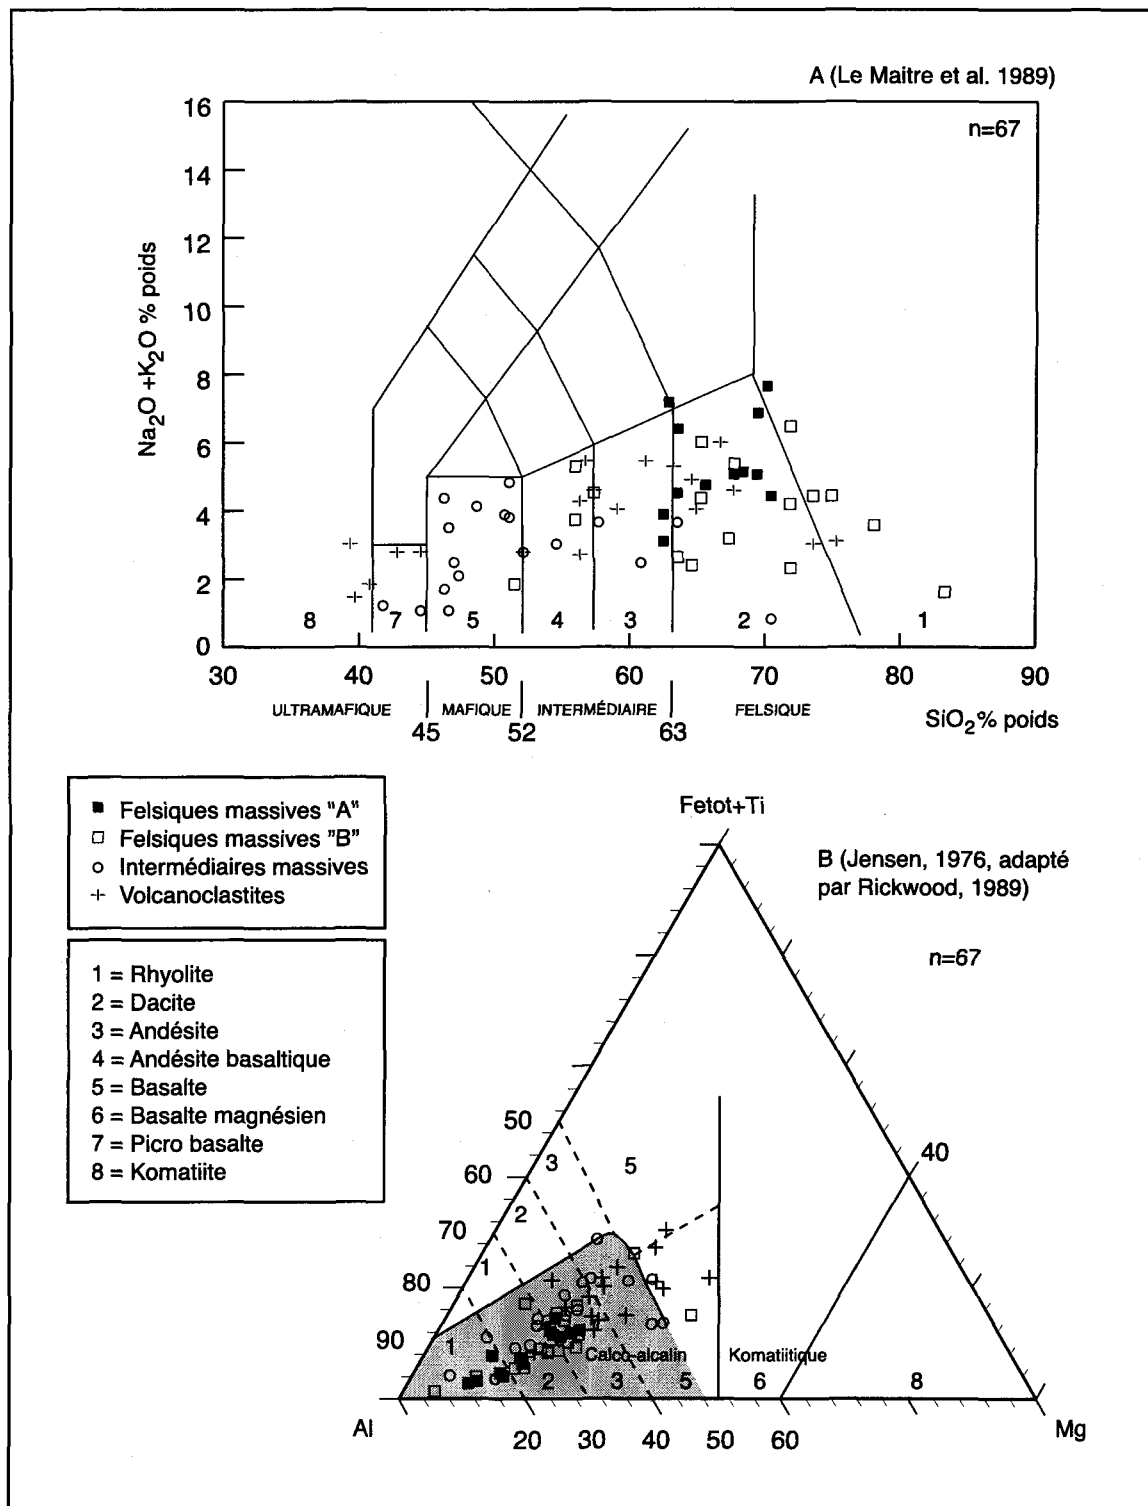 A (Le Maitre et al. 1989)
n=67
Na2O +K2O % poids
16
14
12
10
8
6
4
2
0
8 7 5 4 3 2 1
30 40 50 60 70 80 90
ULTRAMAFIQUE MAFIQUE INTERMÉDIAIRE FELSIQUE
45 52 63
SiO2% poids
Felsiques massives "A"
Felsiques massives "B"
Intermédiaires massives
Volcanoclastites
1 = Rhyolite
2 = Dacite
3 = Andésite
4 = Andésite basaltique
5 = Basalte
6 = Basalte magnésien
7 = Picro basalte
8 = Komatiite
Fetot+Ti
B (Jensen, 1976, adapté
par Rickwood, 1989)
n=67
50
60
70
80
90
40
3 5
2
1
1
Calco-alcalin Komatiitique
2 3 5 6 8
Al Mg
20 30 40 50 60